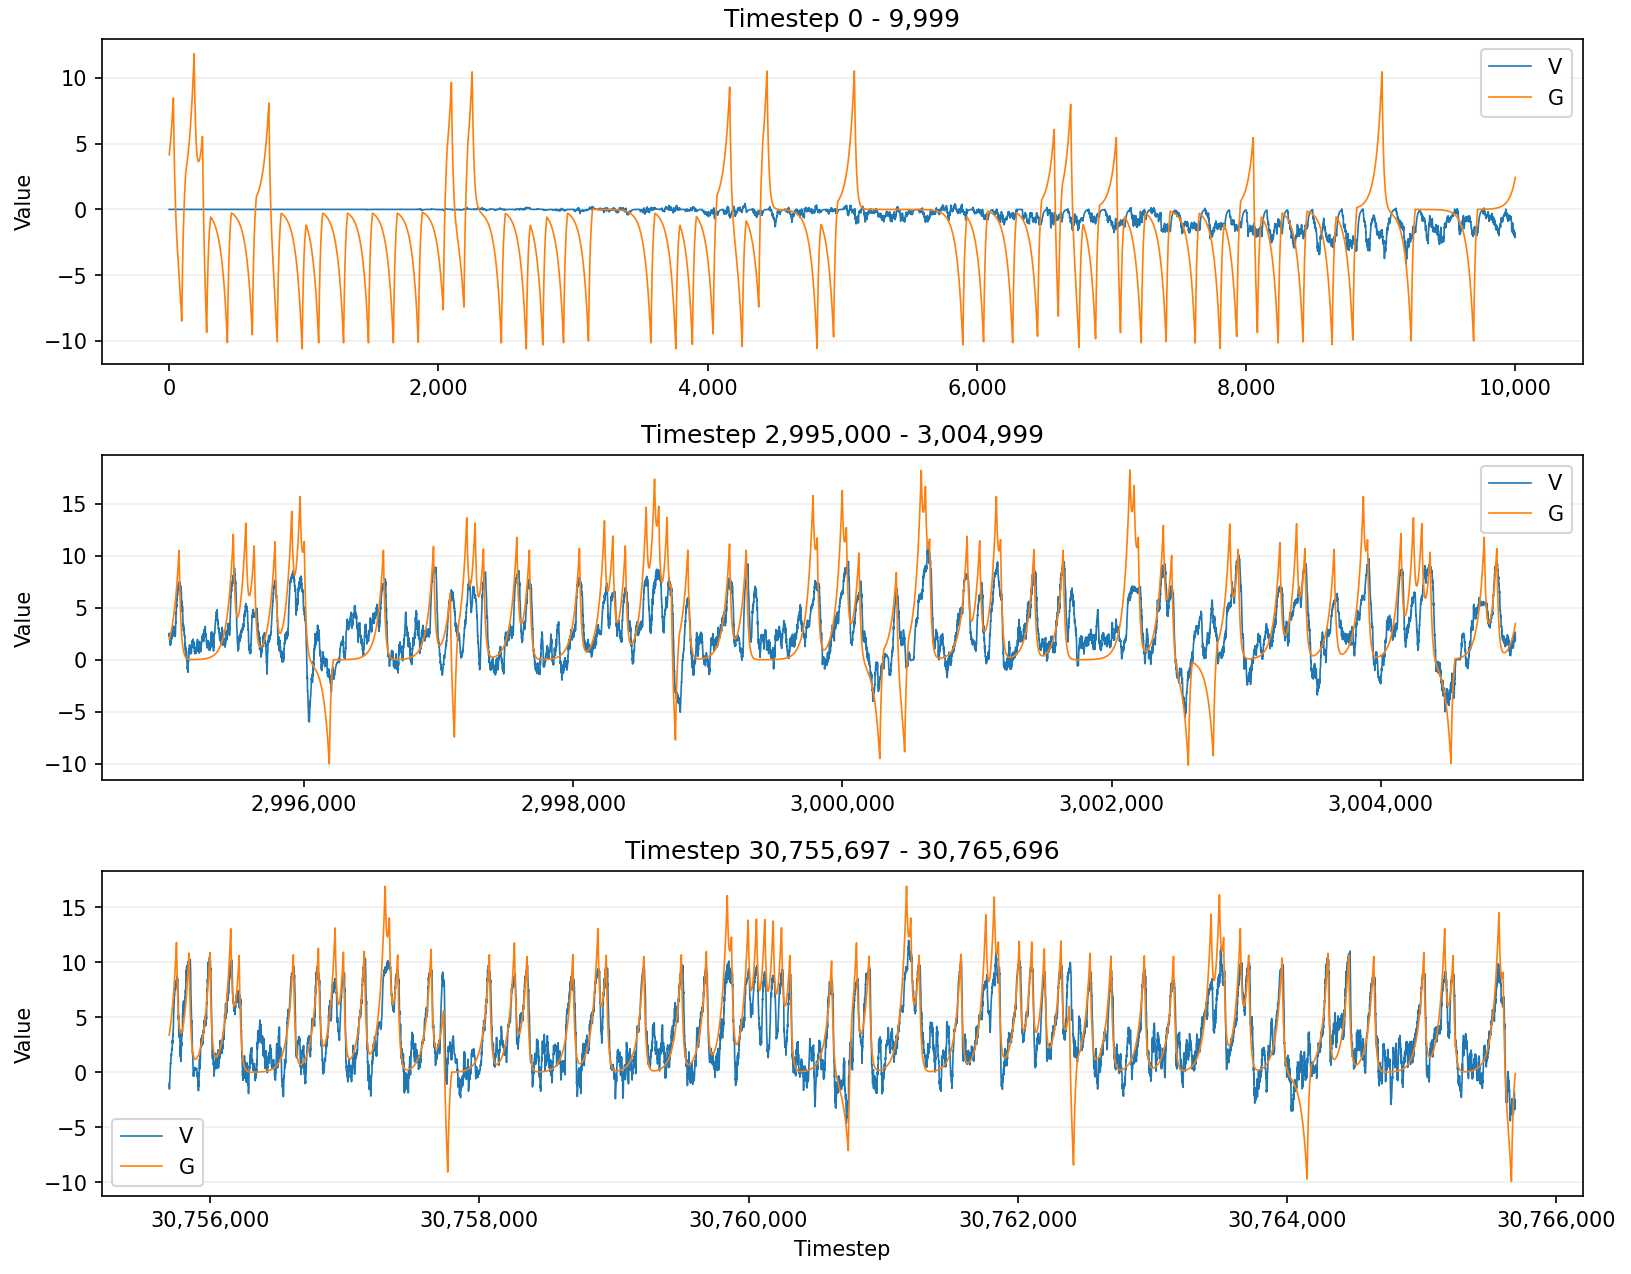 Timestep 0 - 9,999
Value
10
5
0
−5
−10
V
G
0
2,000
4,000
6,000
8,000
10,000
Timestep 2,995,000 - 3,004,999
Value
15
10
5
0
−5
−10
V
G
2,996,000
2,998,000
3,000,000
3,002,000
3,004,000
Timestep 30,755,697 - 30,765,696
Value
15
10
5
0
−5
−10
V
G
30,756,000
30,758,000
30,760,000
30,762,000
30,764,000
30,766,000
Timestep